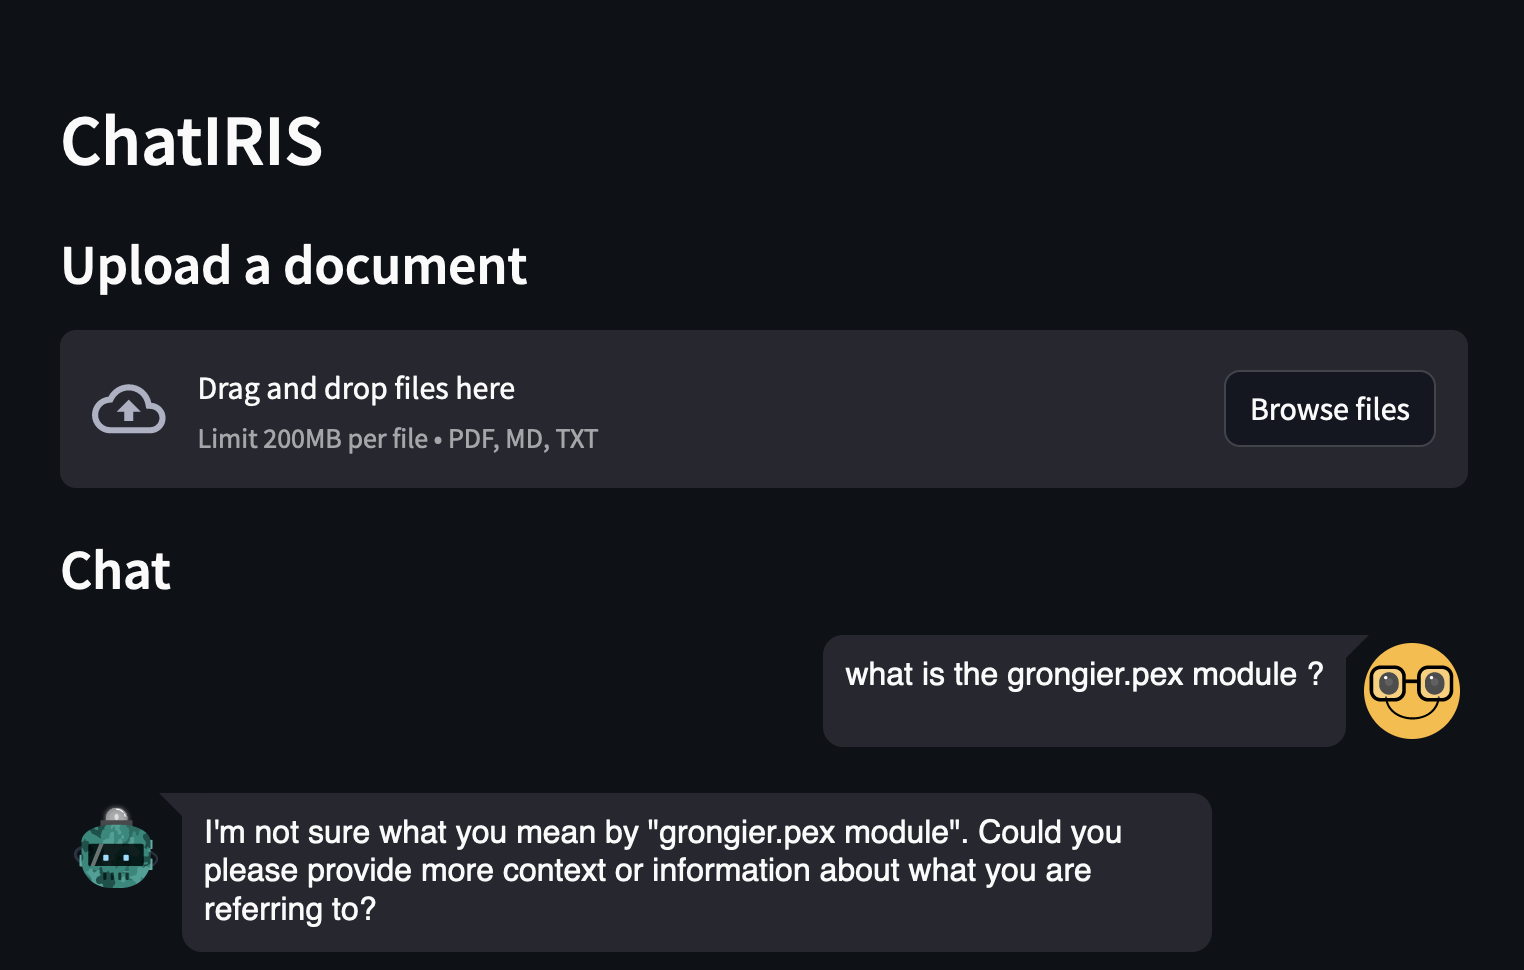 ChatIRIS
Upload a document
Drag and drop files here
Limit 200MB per file • PDF, MD, TXT
Browse files
Chat
what is the grongier.pex module ?
I'm not sure what you mean by "grongier.pex module". Could you
please provide more context or information about what you are
referring to?